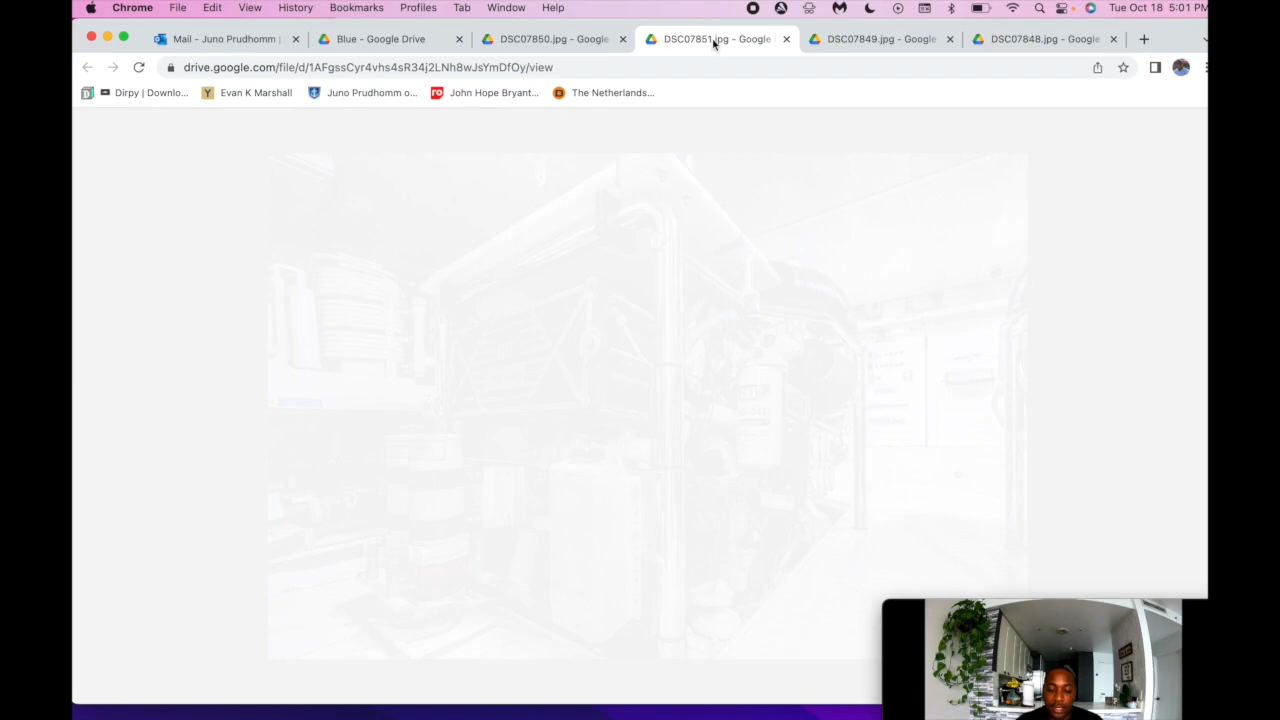 Chrome File Edit View History Bookmarks Profiles Tab Window Help Tue Oct 18 5:01 PM
Mail – Juno Prudhomm Blue - Google Drive DSC07850.jpg - Google DSC07851.jpg - Google DSC07849.jpg - Google DSC07848.jpg - Google
drive.google.com/file/d/1AFgssCyr4vhs4sR34j2LNh8wJsYmDfOy/view
Dirpy | Downlo... Evan K Marshall Juno Prudhomm o... John Hope Bryant... The Netherlands...